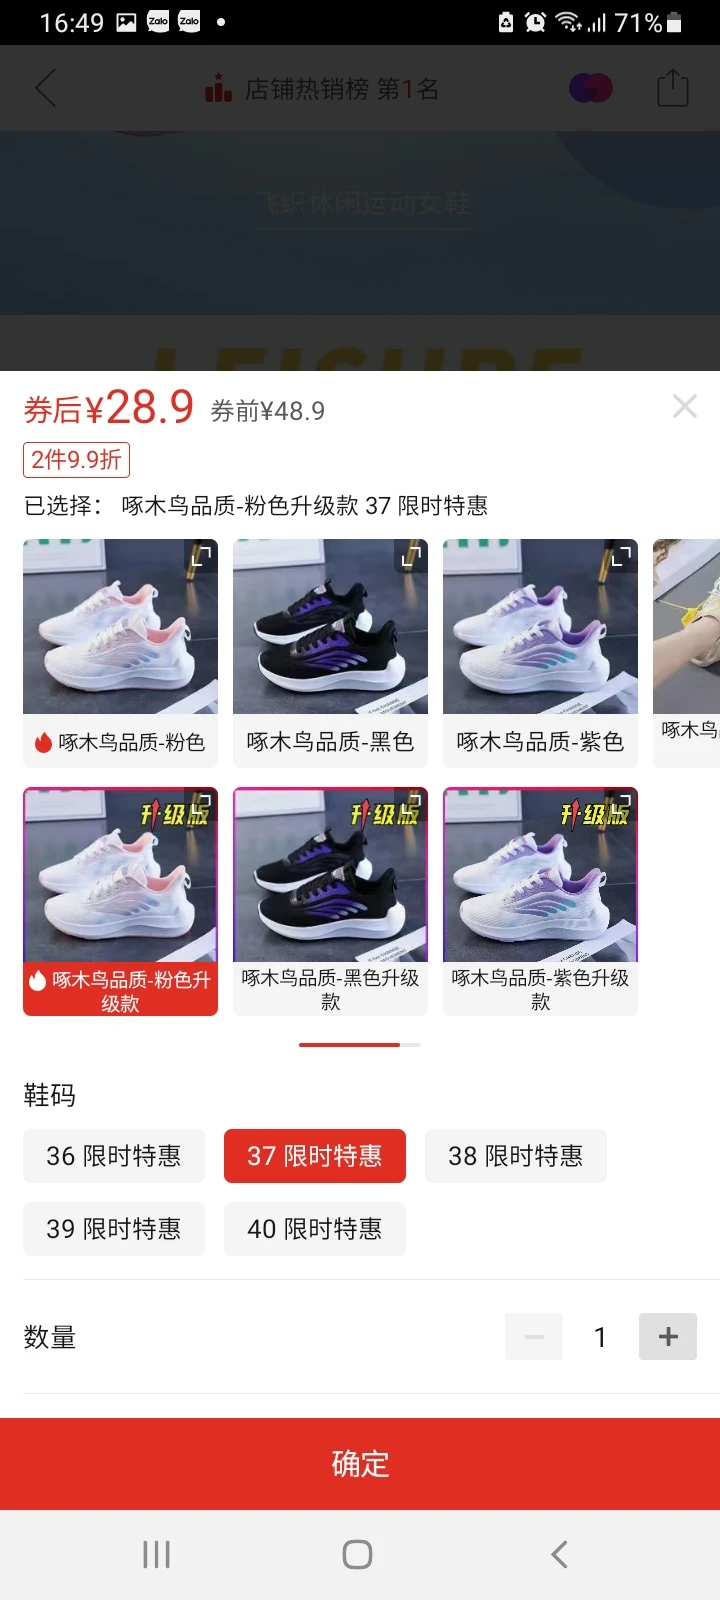 16:49 Zalo Zalo 71%
店铺热销榜 第1名
飞织休闲运动女鞋
LEISURE
券后¥28.9 券前¥48.9
2件9.9折
已选择： 啄木鸟品质-粉色升级款 37 限时特惠
啄木鸟品质-粉色
啄木鸟品质-黑色
啄木鸟品质-紫色
啄木鸟
升级版
升级版
升级版
啄木鸟品质-粉色升
级款
啄木鸟品质-黑色升级
款
啄木鸟品质-紫色升级
款
鞋码
36 限时特惠
37 限时特惠
38 限时特惠
39 限时特惠
40 限时特惠
数量
1
确定